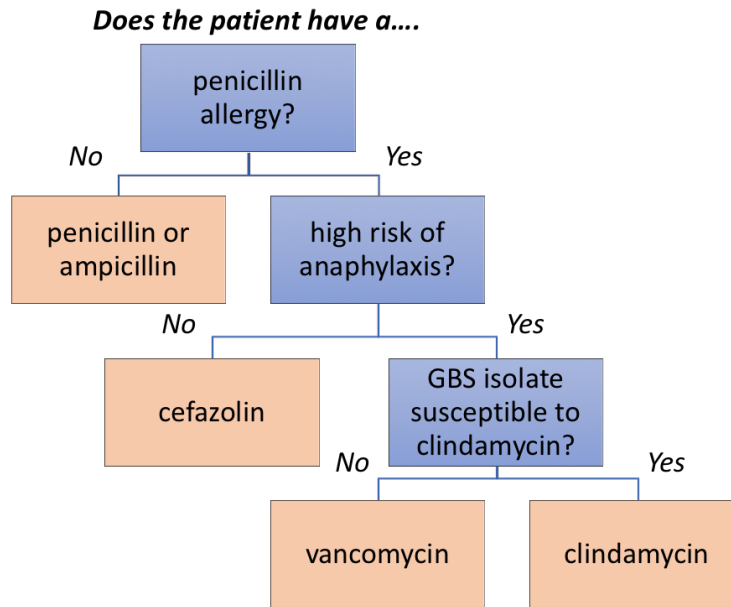 Does the patient have a....
penicillin
allergy?
No
Yes
penicillin or
ampicillin
high risk of
anaphylaxis?
No
Yes
cefazolin
GBS isolate
susceptible to
clindamycin?
No
Yes
vancomycin
clindamycin